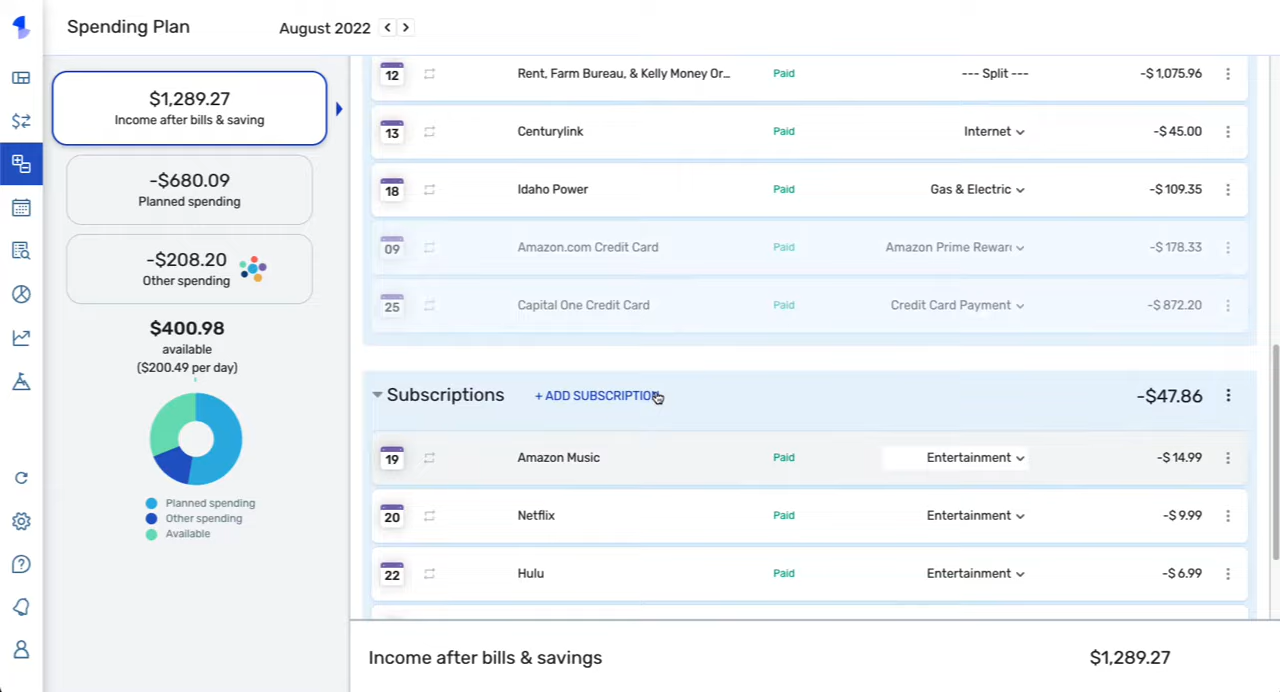 Spending Plan
August 2022
$1,289.27
Income after bills & saving
-$680.09
Planned spending
-$208.20
Other spending
$400.98
available
($200.49 per day)
Planned spending
Other spending
Available
12 Rent, Farm Bureau, & Kelly Money Or... Paid --- Split --- -$1,075.96
13 Centurylink Paid Internet -$45.00
18 Idaho Power Paid Gas & Electric -$109.35
09 Amazon.com Credit Card Paid Amazon Prime Rewar -$178.33
25 Capital One Credit Card Paid Credit Card Payment -$872.20
Subscriptions + ADD SUBSCRIPTION -$47.86
19 Amazon Music Paid Entertainment -$14.99
20 Netflix Paid Entertainment -$9.99
22 Hulu Paid Entertainment -$6.99
Income after bills & savings $1,289.27